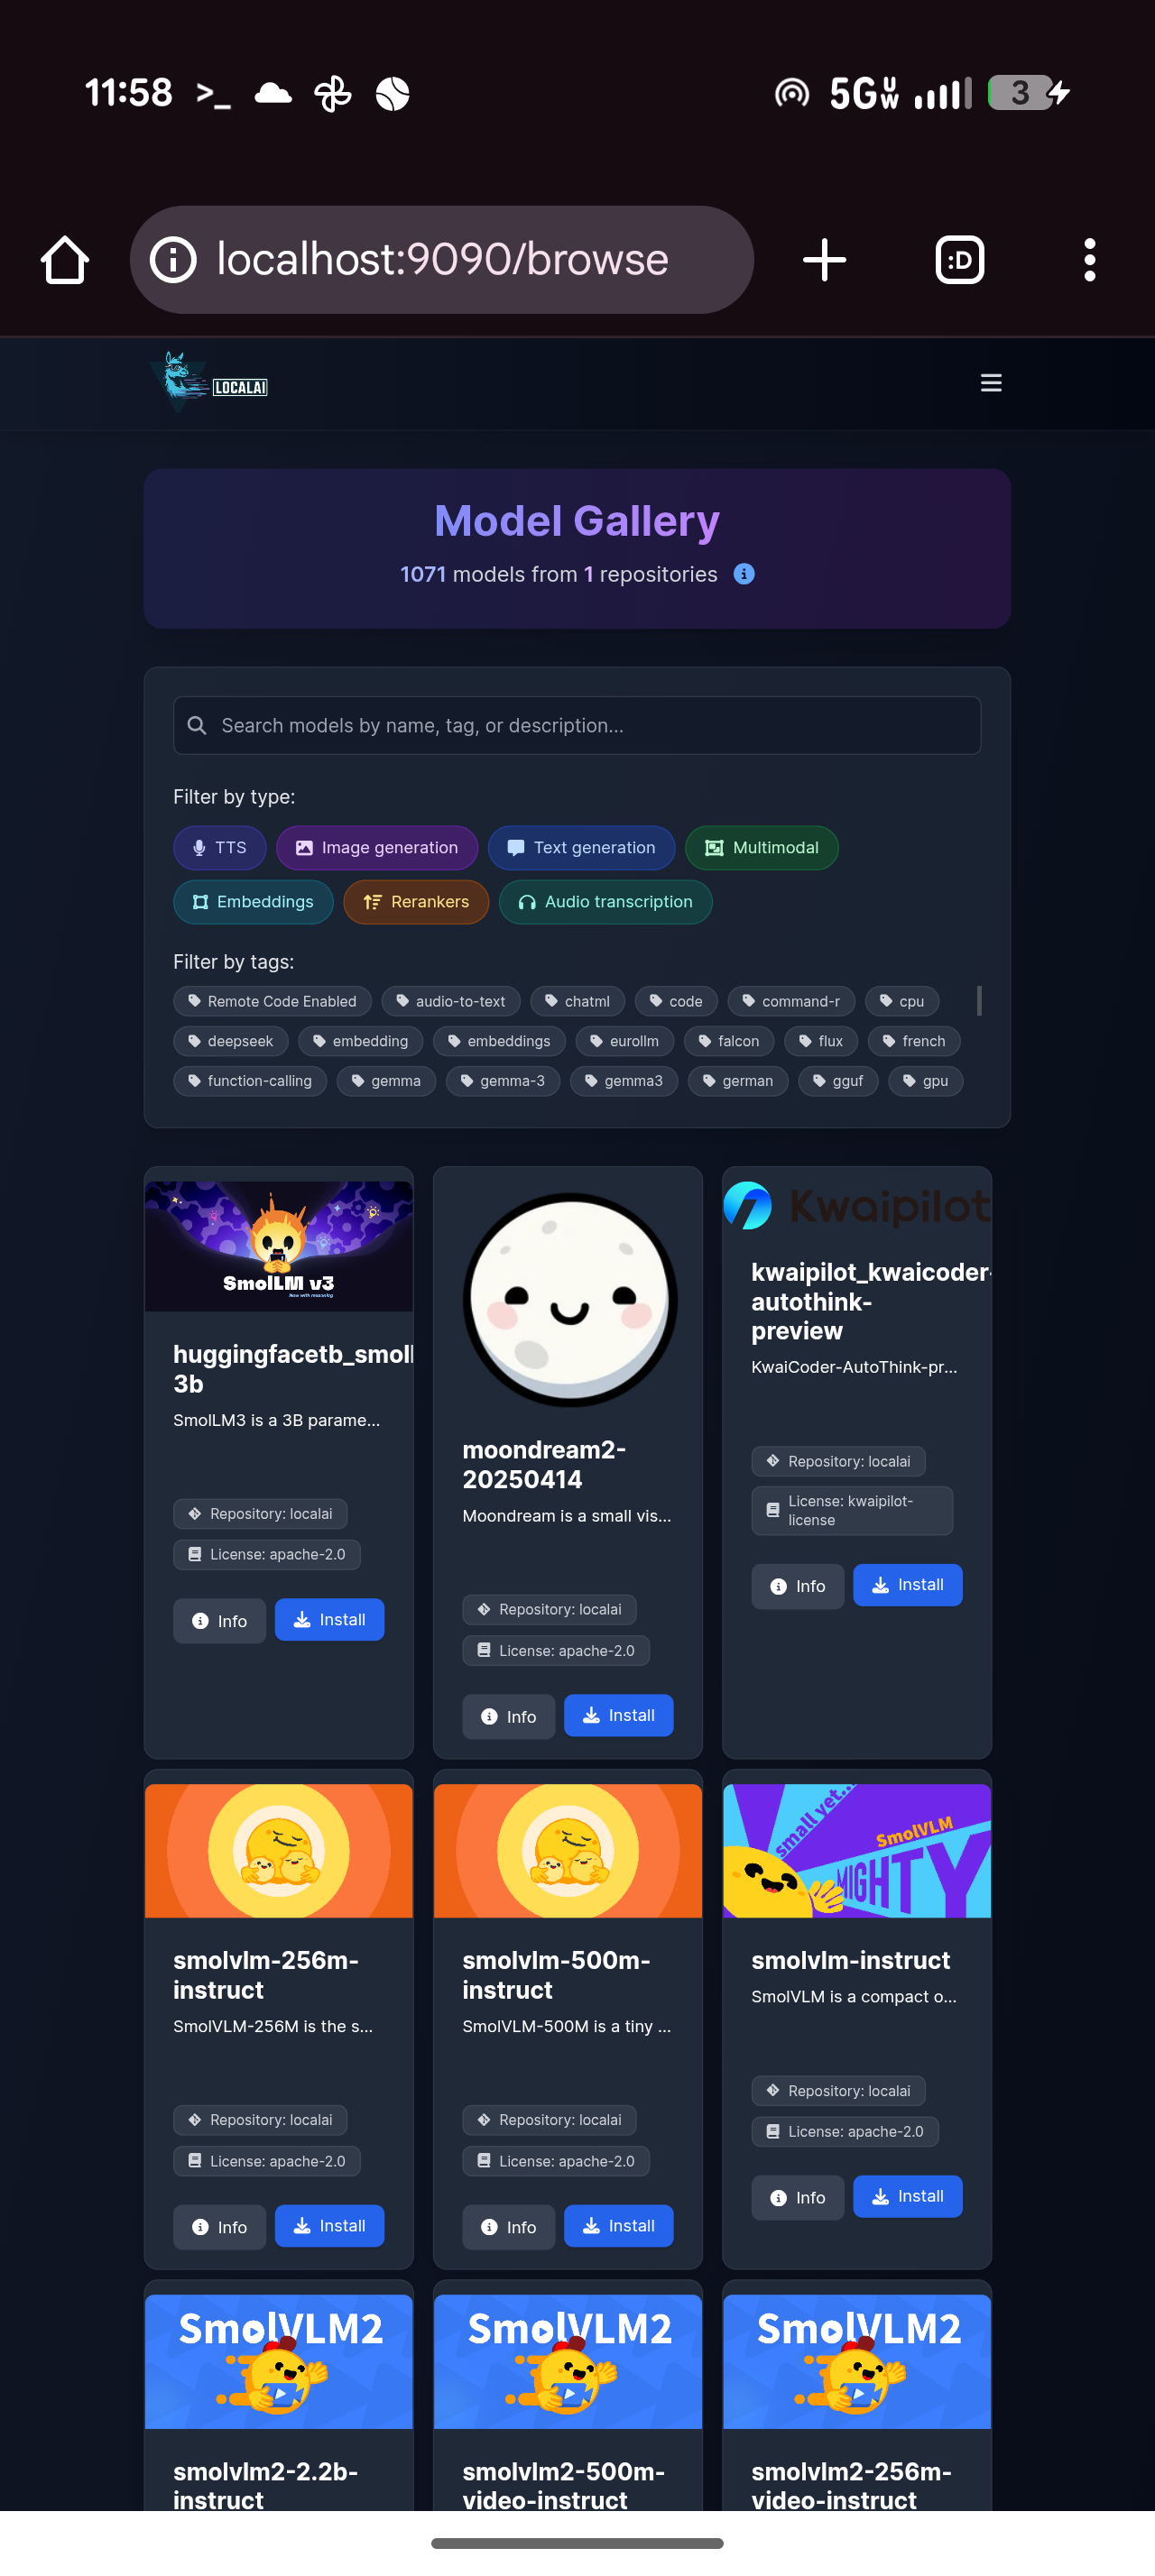 11:58 >_
5G UW
3
localhost:9090/browse
:D
LOCALAI
Model Gallery
1071 models from 1 repositories
Search models by name, tag, or description...
Filter by type:
TTS Image generation Text generation Multimodal
Embeddings Rerankers Audio transcription
Filter by tags:
Remote Code Enabled audio-to-text chatml code command-r cpu
deepseek embedding embeddings eurollm falcon flux french
function-calling gemma gemma-3 gemma3 german gguf gpu
SmolLM v3
Now with reasoning
huggingfacetb_smoll
3b
SmolLM3 is a 3B parame...
Repository: localai
License: apache-2.0
Info Install
moondream2-
20250414
Moondream is a small vis...
Repository: localai
License: apache-2.0
Info Install
Kwaipilot
kwaipilot_kwaicoder-
autothink-
preview
KwaiCoder-AutoThink-pr...
Repository: localai
License: kwaipilot-
license
Info Install
smolvlm-256m-
instruct
SmolVLM-256M is the s...
Repository: localai
License: apache-2.0
Info Install
smolvlm-500m-
instruct
SmolVLM-500M is a tiny ...
Repository: localai
License: apache-2.0
Info Install
small yet...
SmolVLM
MIGHTY
smolvlm-instruct
SmolVLM is a compact o...
Repository: localai
License: apache-2.0
Info Install
SmolVLM2
smolvlm2-2.2b-
instruct
SmolVLM2
smolvlm2-500m-
video-instruct
SmolVLM2
smolvlm2-256m-
video-instruct